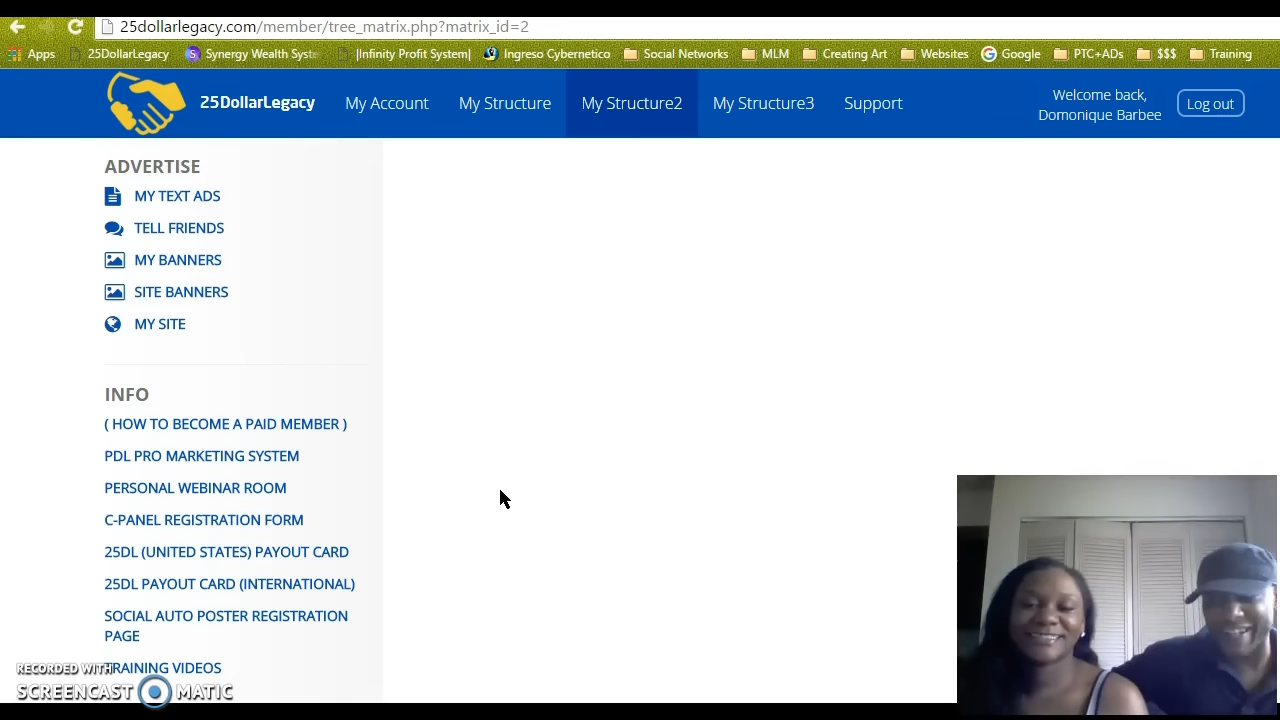 25dollarlegacy.com/member/tree_matrix.php?matrix_id=2
Apps 25DollarLegacy Synergy Wealth Syste |Infinity Profit System| Ingreso Cybernetico Social Networks MLM Creating Art Websites Google PTC+ADs $$$ Training
25DollarLegacy My Account My Structure My Structure2 My Structure3 Support
Welcome back,
Domonique Barbee
Log out
ADVERTISE
MY TEXT ADS
TELL FRIENDS
MY BANNERS
SITE BANNERS
MY SITE
INFO
( HOW TO BECOME A PAID MEMBER )
PDL PRO MARKETING SYSTEM
PERSONAL WEBINAR ROOM
C-PANEL REGISTRATION FORM
25DL (UNITED STATES) PAYOUT CARD
25DL PAYOUT CARD (INTERNATIONAL)
SOCIAL AUTO POSTER REGISTRATION
PAGE
TRAINING VIDEOS
RECORDED WITH
SCREENCAST MATIC